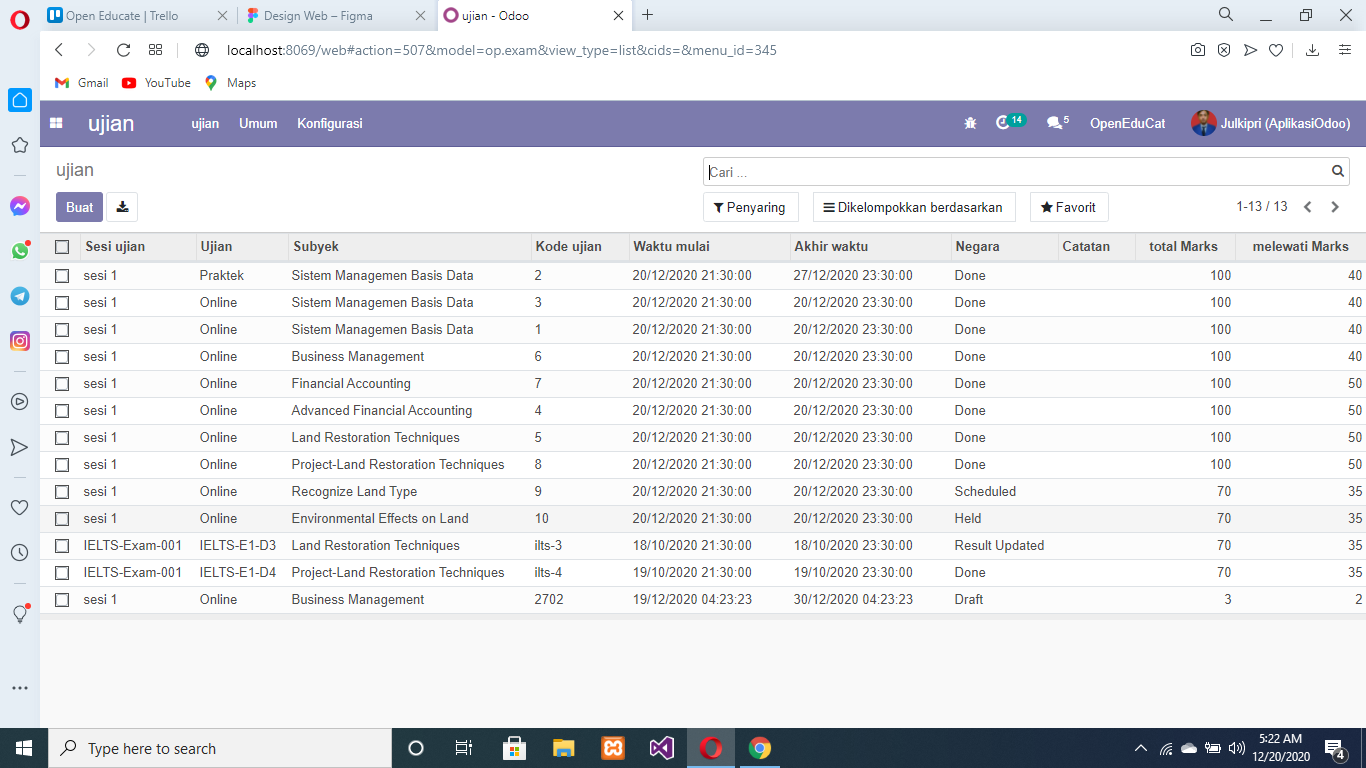 Open Educate | Trello Design Web – Figma ujian - Odoo
localhost:8069/web#action=507&model=op.exam&view_type=list&cids=&menu_id=345
Gmail YouTube Maps
ujian ujian Umum Konfigurasi 14 5 OpenEduCat Julkipri (AplikasiOdoo)
ujian Cari ...
Buat Penyaring Dikelompokkan berdasarkan Favorit 1-13 / 13
Sesi ujian Ujian Subyek Kode ujian Waktu mulai Akhir waktu Negara Catatan total Marks melewati Marks
sesi 1 Praktek Sistem Managemen Basis Data 2 20/12/2020 21:30:00 27/12/2020 23:30:00 Done 100 40
sesi 1 Online Sistem Managemen Basis Data 3 20/12/2020 21:30:00 20/12/2020 23:30:00 Done 100 40
sesi 1 Online Sistem Managemen Basis Data 1 20/12/2020 21:30:00 20/12/2020 23:30:00 Done 100 40
sesi 1 Online Business Management 6 20/12/2020 21:30:00 20/12/2020 23:30:00 Done 100 40
sesi 1 Online Financial Accounting 7 20/12/2020 21:30:00 20/12/2020 23:30:00 Done 100 50
sesi 1 Online Advanced Financial Accounting 4 20/12/2020 21:30:00 20/12/2020 23:30:00 Done 100 50
sesi 1 Online Land Restoration Techniques 5 20/12/2020 21:30:00 20/12/2020 23:30:00 Done 100 50
sesi 1 Online Project-Land Restoration Techniques 8 20/12/2020 21:30:00 20/12/2020 23:30:00 Done 100 50
sesi 1 Online Recognize Land Type 9 20/12/2020 21:30:00 20/12/2020 23:30:00 Scheduled 70 35
sesi 1 Online Environmental Effects on Land 10 20/12/2020 21:30:00 20/12/2020 23:30:00 Held 70 35
IELTS-Exam-001 IELTS-E1-D3 Land Restoration Techniques ilts-3 18/10/2020 21:30:00 18/10/2020 23:30:00 Result Updated 70 35
IELTS-Exam-001 IELTS-E1-D4 Project-Land Restoration Techniques ilts-4 19/10/2020 21:30:00 19/10/2020 23:30:00 Done 70 35
sesi 1 Online Business Management 2702 19/12/2020 04:23:23 30/12/2020 04:23:23 Draft 3 2
Type here to search 5:22 AM
12/20/2020 4